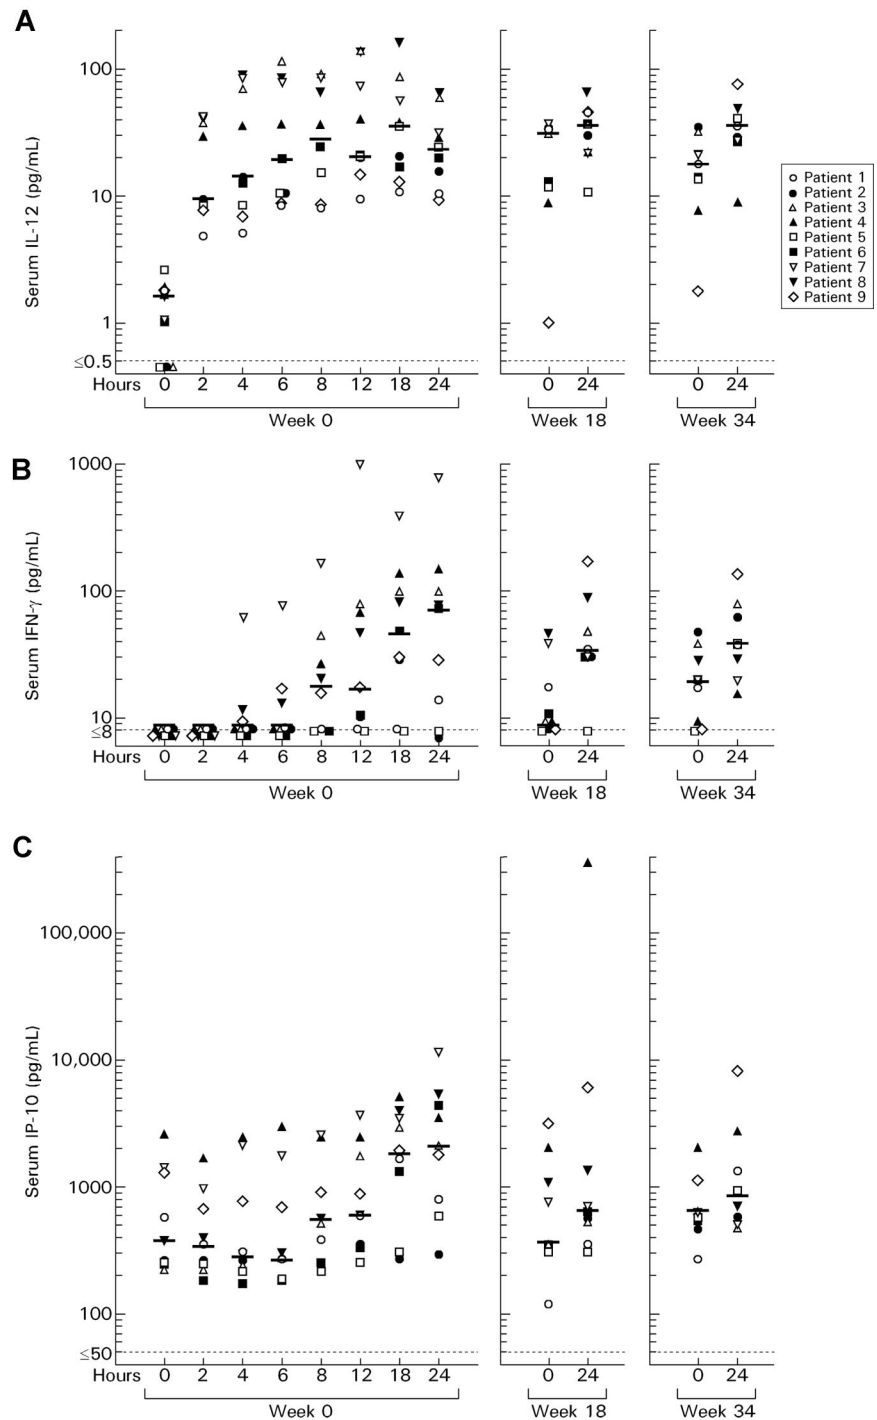 A
Serum IL-12 (pg/mL)
100
10
1
≤0.5
Hours 0 2 4 6 8 12 18 24 0 24 0 24
Week 0 Week 18 Week 34
Patient 1
Patient 2
Patient 3
Patient 4
Patient 5
Patient 6
Patient 7
Patient 8
Patient 9
B
Serum IFN-γ (pg/mL)
1000
100
10
≤8
Hours 0 2 4 6 8 12 18 24 0 24 0 24
Week 0 Week 18 Week 34
C
Serum IP-10 (pg/mL)
100,000
10,000
1000
100
≤50
Hours 0 2 4 6 8 12 18 24 0 24 0 24
Week 0 Week 18 Week 34